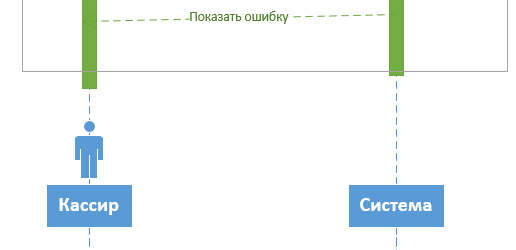 Показать ошибку
Кассир
Система